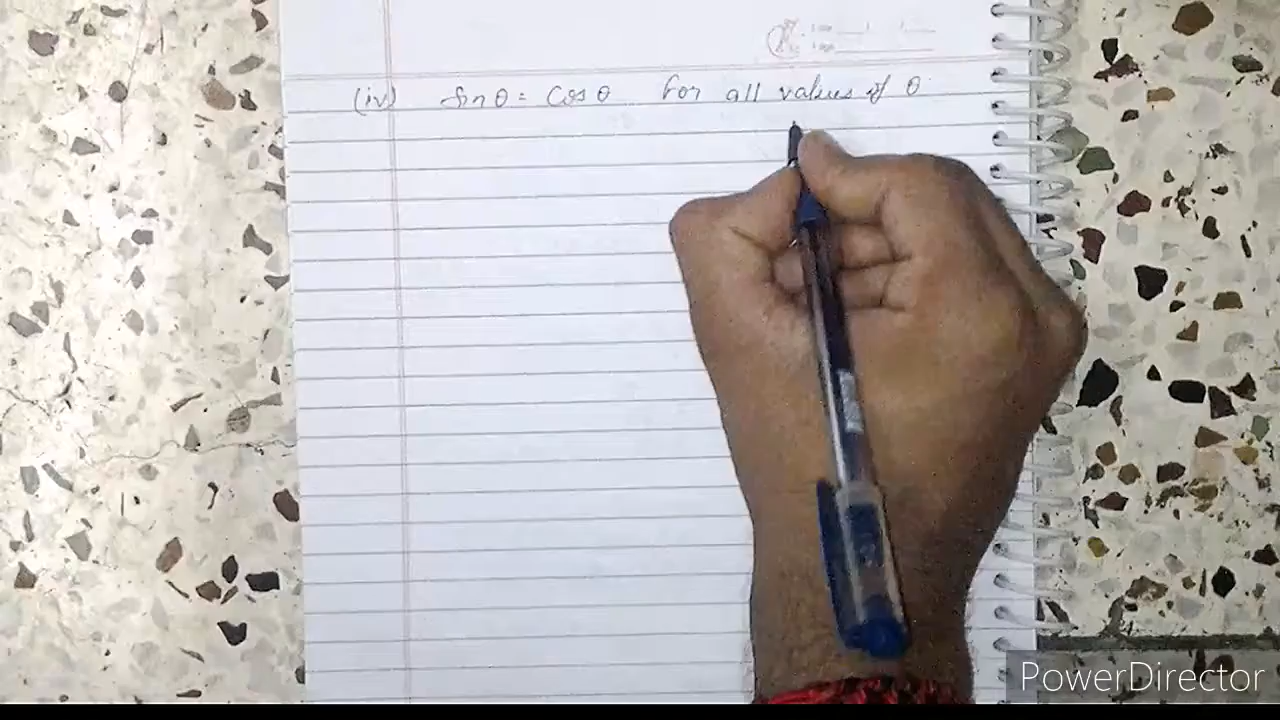 (iv) Sin θ = Cos θ for all values of θ.
PowerDirector